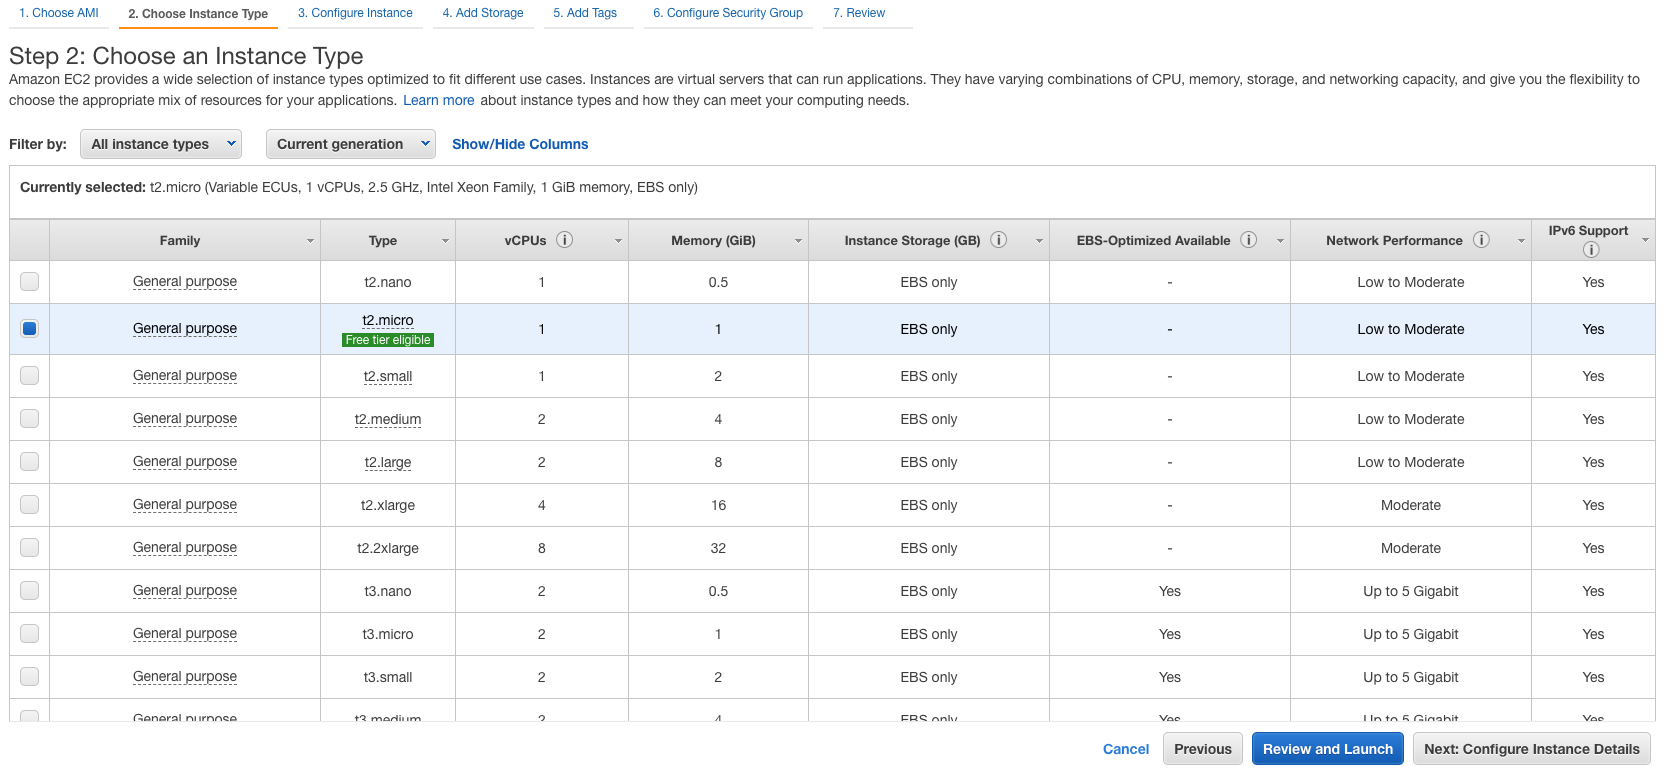 1. Choose AMI 2. Choose Instance Type 3. Configure Instance 4. Add Storage 5. Add Tags 6. Configure Security Group 7. Review
Step 2: Choose an Instance Type
Amazon EC2 provides a wide selection of instance types optimized to fit different use cases. Instances are virtual servers that can run applications. They have varying combinations of CPU, memory, storage, and networking capacity, and give you the flexibility to
choose the appropriate mix of resources for your applications. Learn more about instance types and how they can meet your computing needs.
Filter by: All instance types Current generation Show/Hide Columns
Currently selected: t2.micro (Variable ECUs, 1 vCPUs, 2.5 GHz, Intel Xeon Family, 1 GiB memory, EBS only)
Family Type vCPUs Memory (GiB) Instance Storage (GB) EBS-Optimized Available Network Performance IPv6 Support
General purpose t2.nano 1 0.5 EBS only - Low to Moderate Yes
General purpose t2.micro 1 1 EBS only - Low to Moderate Yes
Free tier eligible
General purpose t2.small 1 2 EBS only - Low to Moderate Yes
General purpose t2.medium 2 4 EBS only - Low to Moderate Yes
General purpose t2.large 2 8 EBS only - Low to Moderate Yes
General purpose t2.xlarge 4 16 EBS only - Moderate Yes
General purpose t2.2xlarge 8 32 EBS only - Moderate Yes
General purpose t3.nano 2 0.5 EBS only Yes Up to 5 Gigabit Yes
General purpose t3.micro 2 1 EBS only Yes Up to 5 Gigabit Yes
General purpose t3.small 2 2 EBS only Yes Up to 5 Gigabit Yes
General purpose t3.medium 2 4 EBS only Yes Up to 5 Gigabit Yes
Cancel Previous Review and Launch Next: Configure Instance Details